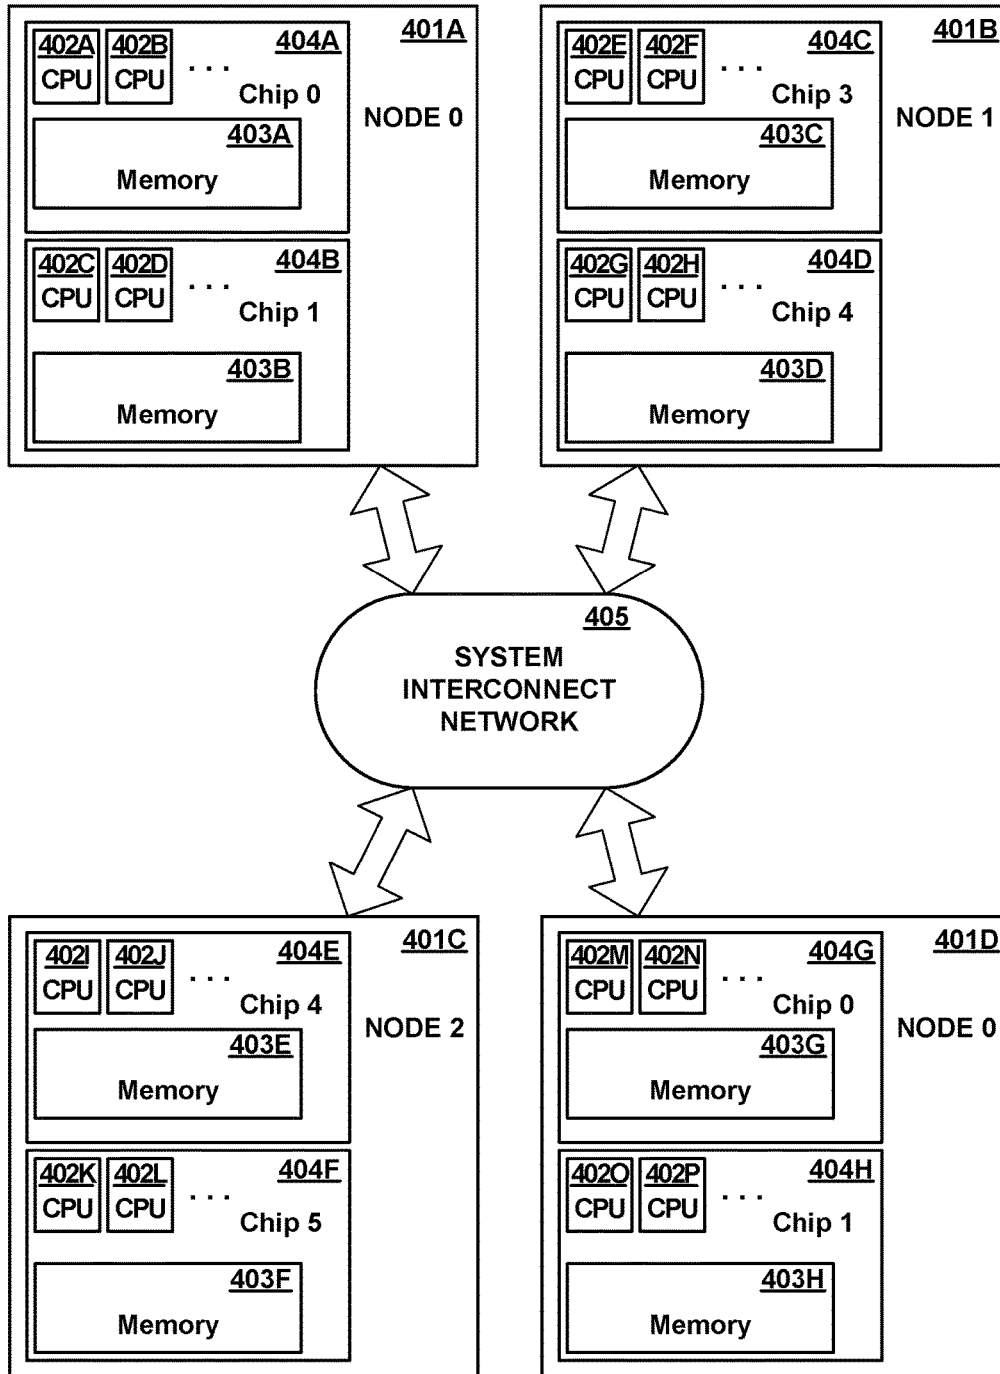 401A
402A 402B 404A
CPU CPU . . . Chip 0
NODE 0
403A
Memory
402C 402D 404B
CPU CPU . . . Chip 1
403B
Memory
401B
402E 402F 404C
CPU CPU . . . Chip 3
NODE 1
403C
Memory
402G 402H 404D
CPU CPU . . . Chip 4
403D
Memory
405
SYSTEM
INTERCONNECT
NETWORK
401C
402I 402J 404E
CPU CPU . . . Chip 4
NODE 2
403E
Memory
402K 402L 404F
CPU CPU . . . Chip 5
403F
Memory
401D
402M 402N 404G
CPU CPU . . . Chip 0
NODE 0
403G
Memory
402O 402P 404H
CPU CPU . . . Chip 1
403H
Memory